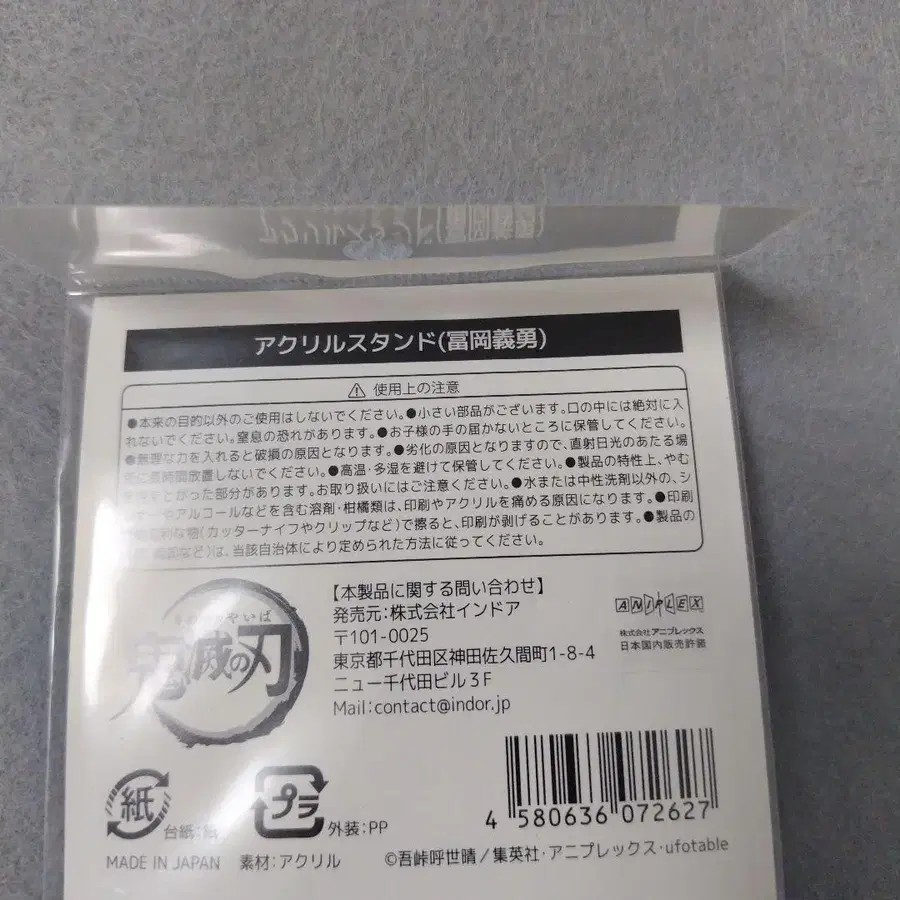 アクリルスタンド(冨岡義勇)
⚠ 使用上の注意
●本来の目的以外のご使用はしないでください。●小さい部品がございます。口の中には絶対に入
れないでください。窒息の恐れがあります。●お子様の手の届かないところに保管してください。
●無理な力を入れると破損の原因となります。●劣化の原因となりますので、直射日光のあたる場
長時間放置しないでください。●高温・多湿を避けて保管してください。●製品の特性上、やむ
とがった部分があります。お取り扱いにはご注意ください。●水または中性洗剤以外の、シ
やアルコールなどを含む溶剤・柑橘類は、印刷やアクリルを痛める原因になります。●印刷
な物(カッターナイフやクリップなど)で擦ると、印刷が剥げることがあります。●製品の
など)は、当該自治体により定められた方法に従ってください。
やいば
鬼滅の刃
【本製品に関する問い合わせ】
発売元:株式会社インドア
〒101-0025
東京都千代田区神田佐久間町1-8-4
ニュー千代田ビル3F
Mail:contact@indor.jp
ANIPLEX
株式会社アニプレックス
日本国内販売許諾
紙
台紙:紙
プラ
外装:PP
4 580636 072627
MADE IN JAPAN 素材:アクリル
©吾峠呼世晴/集英社・アニプレックス・ufotable